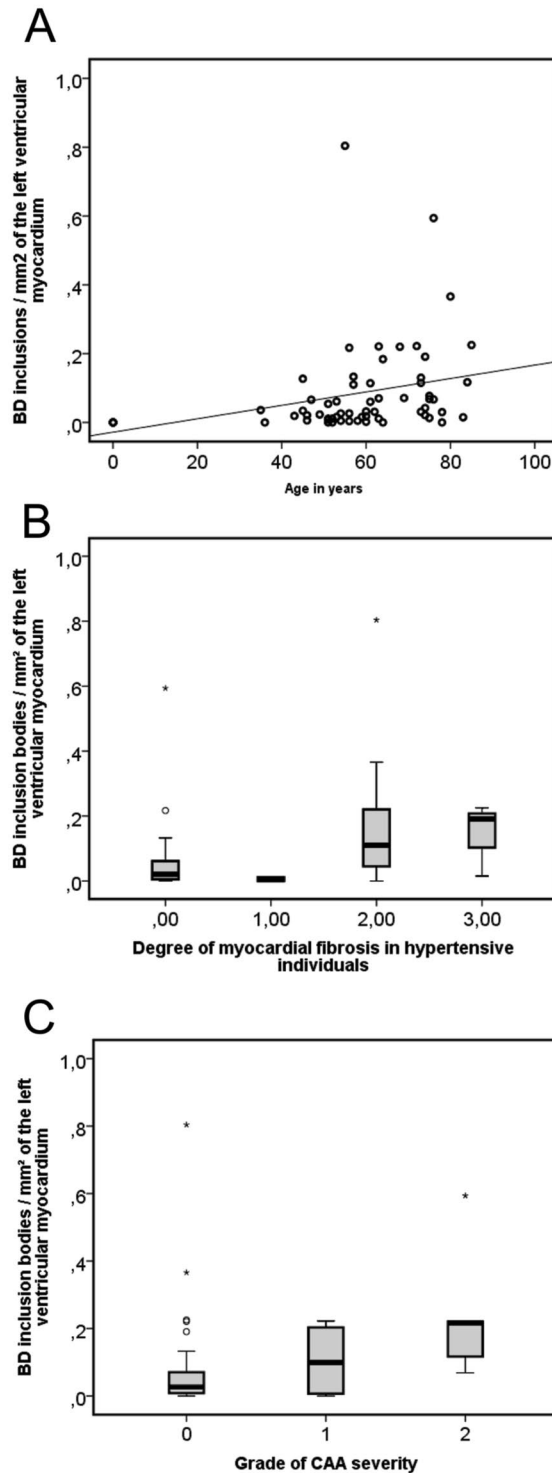 A
BD inclusions / mm2 of the left ventricular
myocardium
1,0
,8
,6
,4
,2
,0
0 20 40 60 80 100
Age in years
B
BD inclusion bodies / mm² of the left
ventricular myocardium
1,0
,8
,6
,4
,2
,0
,00 1,00 2,00 3,00
Degree of myocardial fibrosis in hypertensive
individuals
C
BD inclusion bodies / mm² of the left
ventricular myocardium
1,0
,8
,6
,4
,2
,0
0 1 2
Grade of CAA severity